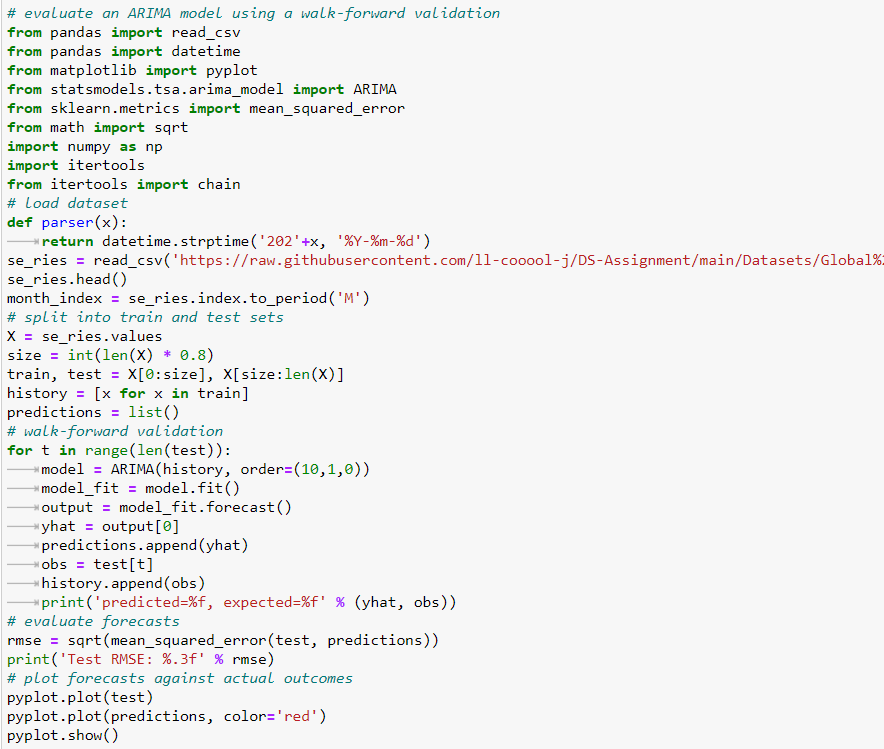 # evaluate an ARIMA model using a walk-forward validation
from pandas import read_csv
from pandas import datetime
from matplotlib import pyplot
from statsmodels.tsa.arima_model import ARIMA
from sklearn.metrics import mean_squared_error
from math import sqrt
import numpy as np
import itertools
from itertools import chain
# load dataset
def parser(x):
return datetime.strptime('202'+x, '%Y-%m-%d')
se_ries = read_csv('https://raw.githubusercontent.com/ll-cooool-j/DS-Assignment/main/Datasets/Global%2
se_ries.head()
month_index = se_ries.index.to_period('M')
# split into train and test sets
X = se_ries.values
size = int(len(X) * 0.8)
train, test = X[0:size], X[size:len(X)]
history = [x for x in train]
predictions = list()
# walk-forward validation
for t in range(len(test)):
model = ARIMA(history, order=(10,1,0))
model_fit = model.fit()
output = model_fit.forecast()
yhat = output[0]
predictions.append(yhat)
obs = test[t]
history.append(obs)
print('predicted=%f, expected=%f' % (yhat, obs))
# evaluate forecasts
rmse = sqrt(mean_squared_error(test, predictions))
print('Test RMSE: %.3f' % rmse)
# plot forecasts against actual outcomes
pyplot.plot(test)
pyplot.plot(predictions, color='red')
pyplot.show()